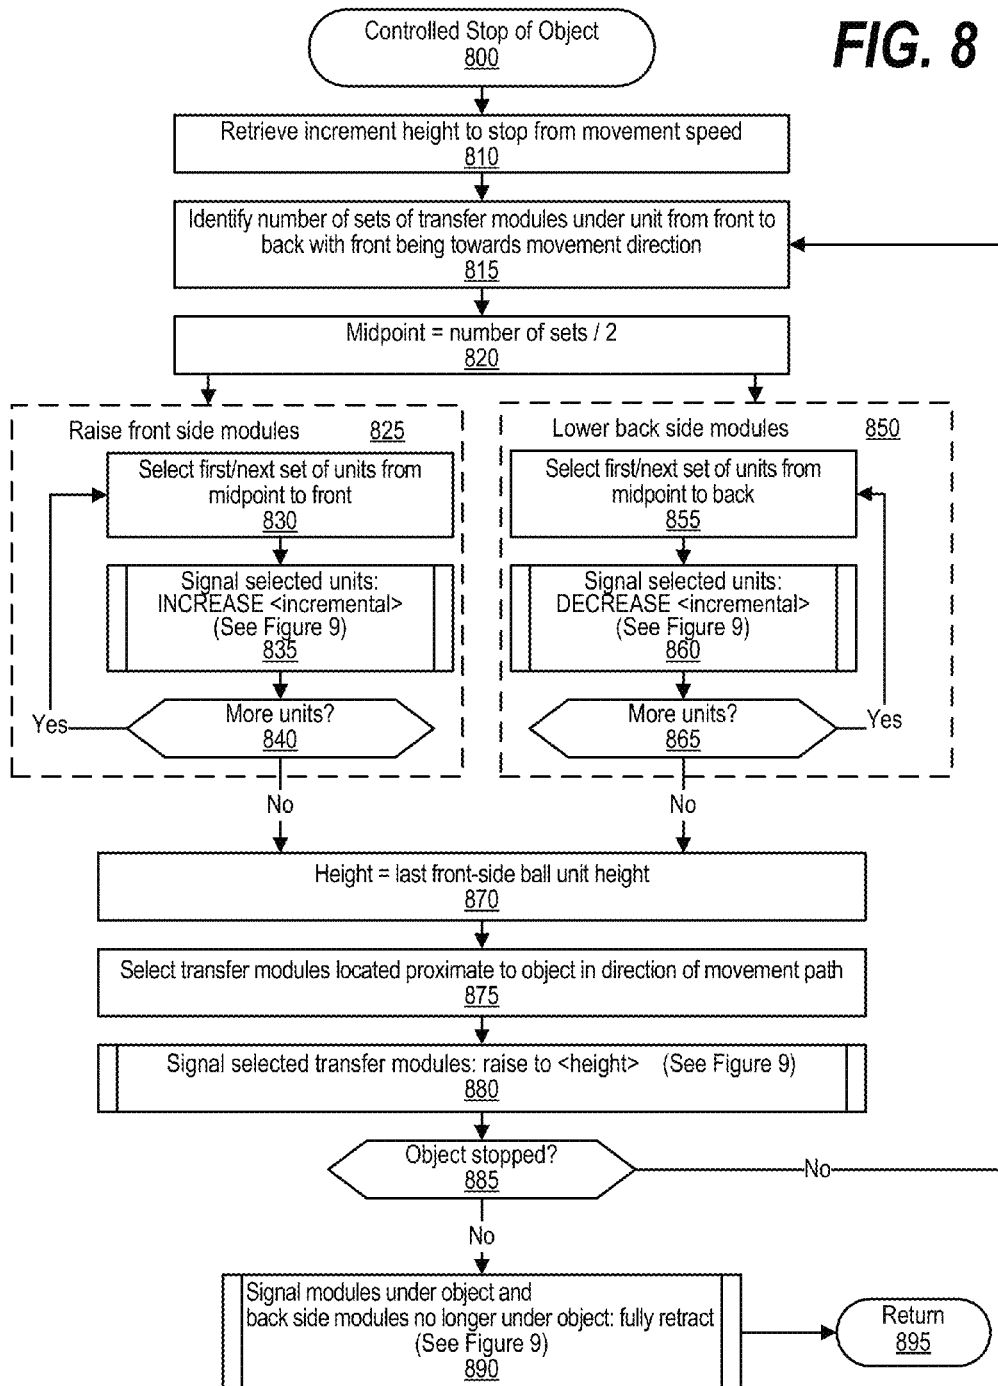 Controlled Stop of Object
800
FIG. 8
Retrieve increment height to stop from movement speed
810
Identify number of sets of transfer modules under unit from front to
back with front being towards movement direction
815
Midpoint = number of sets / 2
820
Raise front side modules 825
Select first/next set of units from
midpoint to front
830
Signal selected units:
INCREASE <incremental>
(See Figure 9)
835
More units?
840
Yes
No
Lower back side modules 850
Select first/next set of units from
midpoint to back
855
Signal selected units:
DECREASE <incremental>
(See Figure 9)
860
More units?
865
Yes
No
Height = last front-side ball unit height
870
Select transfer modules located proximate to object in direction of movement path
875
Signal selected transfer modules: raise to <height> (See Figure 9)
880
Object stopped?
885
No
No
Signal modules under object and
back side modules no longer under object: fully retract
(See Figure 9)
890
Return
895